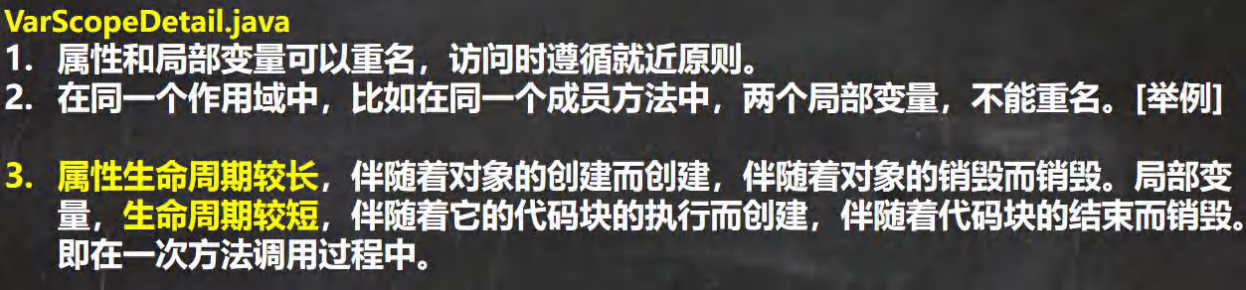 VarScopeDetail.java
1. 属性和局部变量可以重名，访问时遵循就近原则。
2. 在同一个作用域中，比如在同一个成员方法中，两个局部变量，不能重名。[举例]
3. 属性生命周期较长，伴随着对象的创建而创建，伴随着对象的销毁而销毁。局部变
量，生命周期较短，伴随着它的代码块的执行而创建，伴随着代码块的结束而销毁。
即在一次方法调用过程中。